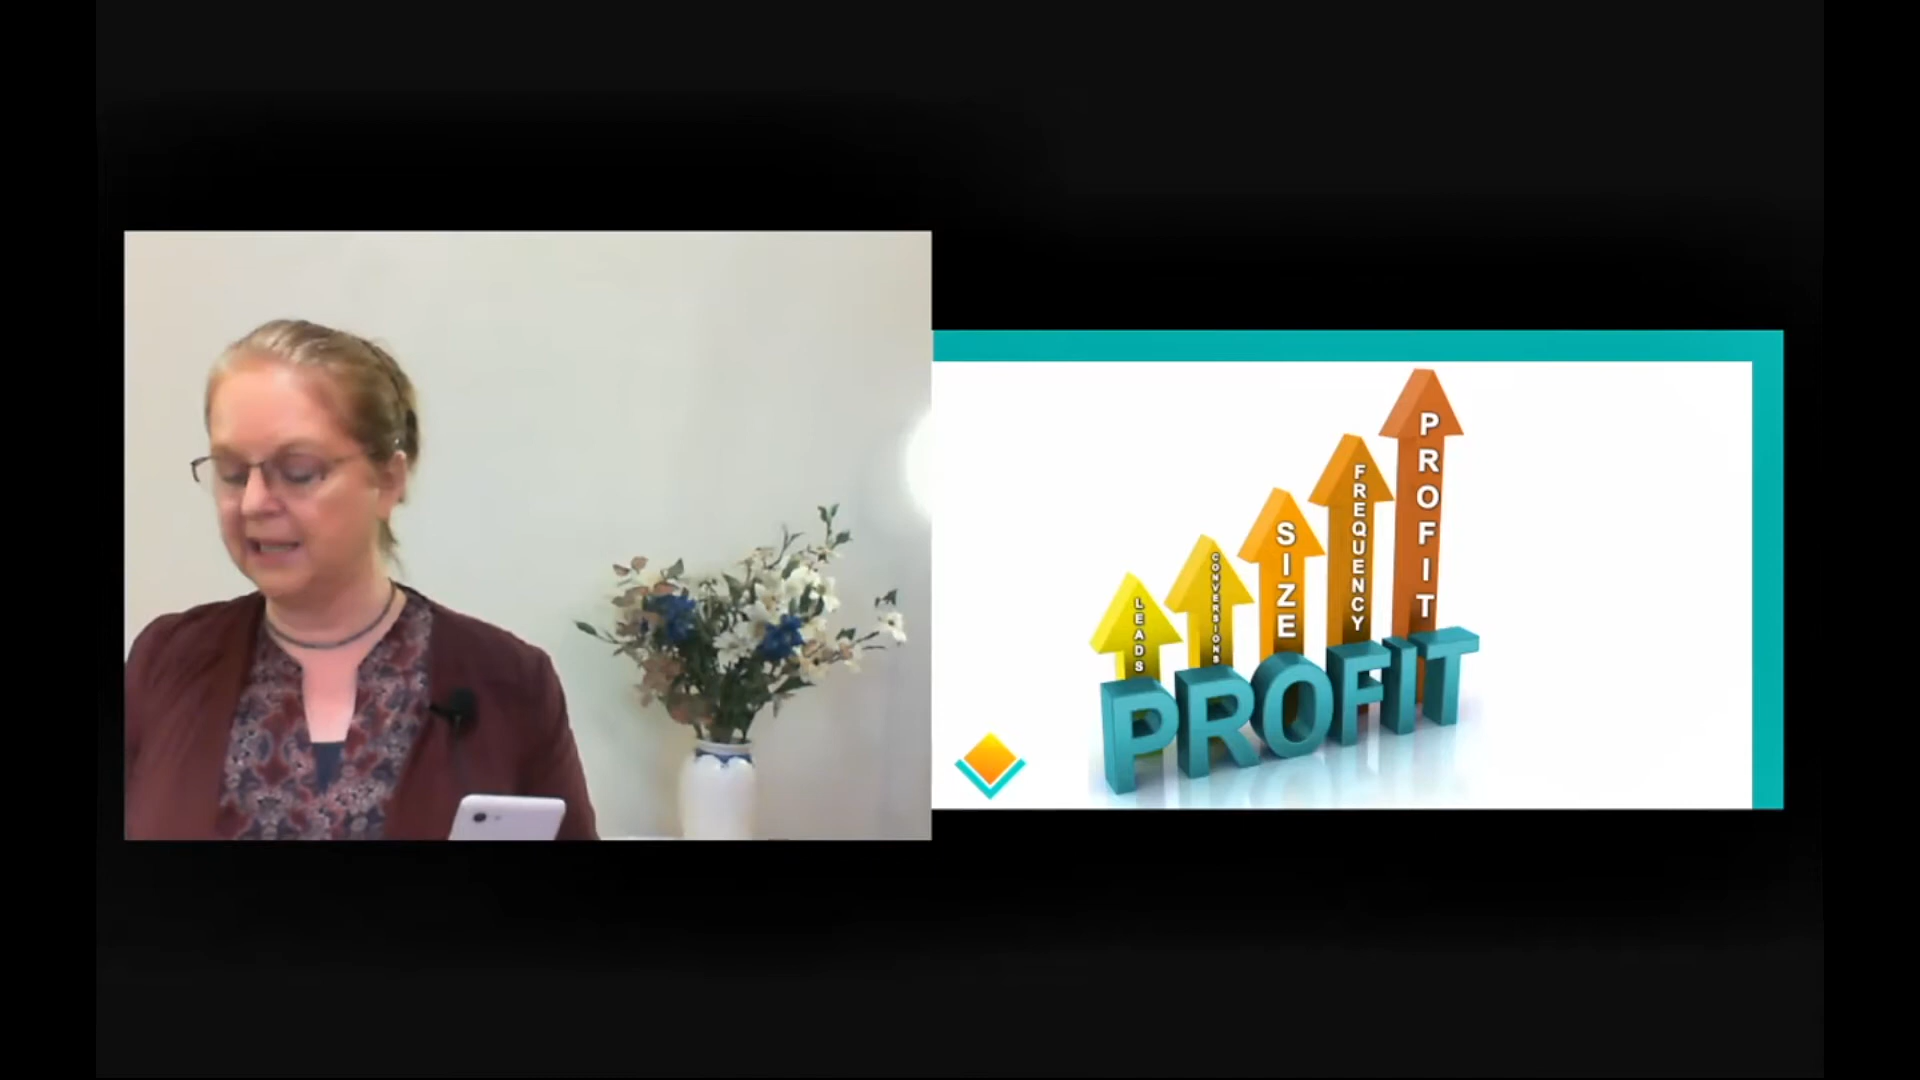 LEADS
CONVERSIONS
SIZE
FREQUENCY
PROFIT
PROFIT